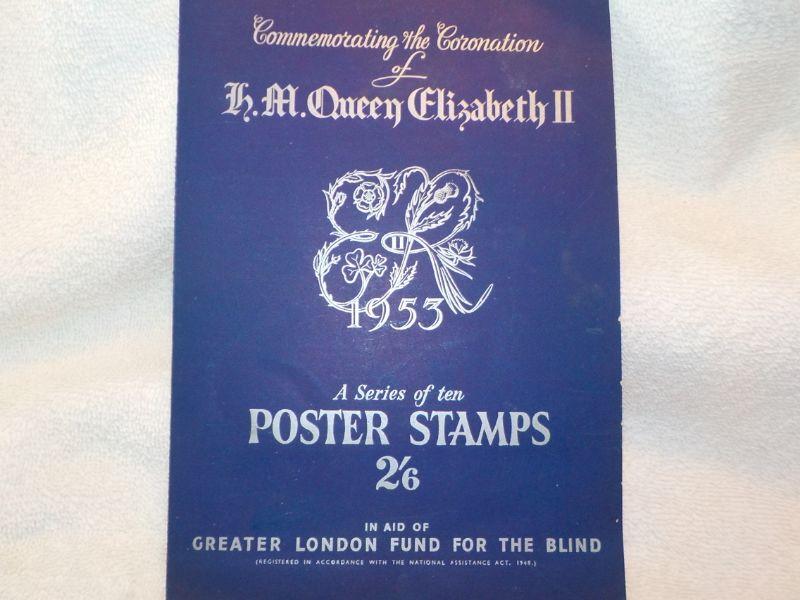 Commemorating the Coronation
of
H.M. Queen Elizabeth II
E II R
1953
A Series of ten
POSTER STAMPS
2'6
IN AID OF
GREATER LONDON FUND FOR THE BLIND
(REGISTERED IN ACCORDANCE WITH THE NATIONAL ASSISTANCE ACT, 1948.)